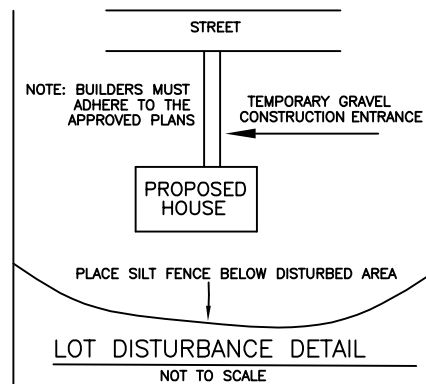 STREET
NOTE: BUILDERS MUST
ADHERE TO THE
APPROVED PLANS
TEMPORARY GRAVEL
CONSTRUCTION ENTRANCE
PROPOSED
HOUSE
PLACE SILT FENCE BELOW DISTURBED AREA
LOT DISTURBANCE DETAIL
NOT TO SCALE